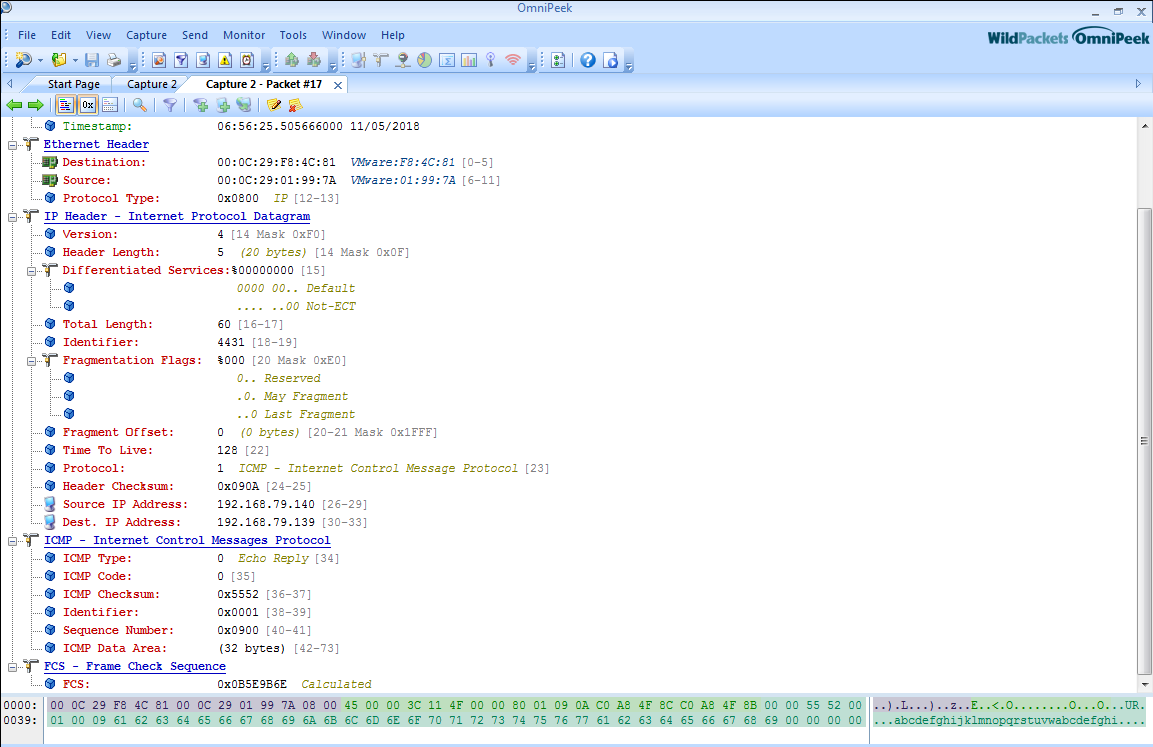 OmniPeek
File Edit View Capture Send Monitor Tools Window Help
WildPackets OmniPeek
Start Page Capture 2 Capture 2 - Packet #17
0x
Timestamp: 06:56:25.505666000 11/05/2018
Ethernet Header
Destination: 00:0C:29:F8:4C:81 VMware:F8:4C:81 [0-5]
Source: 00:0C:29:01:99:7A VMware:01:99:7A [6-11]
Protocol Type: 0x0800 IP [12-13]
IP Header - Internet Protocol Datagram
Version: 4 [14 Mask 0xF0]
Header Length: 5 (20 bytes) [14 Mask 0x0F]
Differentiated Services:%00000000 [15]
0000 00.. Default
.... ..00 Not-ECT
Total Length: 60 [16-17]
Identifier: 4431 [18-19]
Fragmentation Flags: %000 [20 Mask 0xE0]
0.. Reserved
.0. May Fragment
..0 Last Fragment
Fragment Offset: 0 (0 bytes) [20-21 Mask 0x1FFF]
Time To Live: 128 [22]
Protocol: 1 ICMP - Internet Control Message Protocol [23]
Header Checksum: 0x090A [24-25]
Source IP Address: 192.168.79.140 [26-29]
Dest. IP Address: 192.168.79.139 [30-33]
ICMP - Internet Control Messages Protocol
ICMP Type: 0 Echo Reply [34]
ICMP Code: 0 [35]
ICMP Checksum: 0x5552 [36-37]
Identifier: 0x0001 [38-39]
Sequence Number: 0x0900 [40-41]
ICMP Data Area: (32 bytes) [42-73]
FCS - Frame Check Sequence
FCS: 0x0B5E9B6E Calculated
0000: 00 0C 29 F8 4C 81 00 0C 29 01 99 7A 08 00 45 00 00 3C 11 4F 00 00 80 01 09 0A C0 A8 4F 8C C0 A8 4F 8B 00 00 55 52 00 ..).L...)..z..E..<.O........O...O...UR.
0039: 01 00 09 61 62 63 64 65 66 67 68 69 6A 6B 6C 6D 6E 6F 70 71 72 73 74 75 76 77 61 62 63 64 65 66 67 68 69 00 00 00 00 ...abcdefghijklmnopqrstuvwabcdefghi....